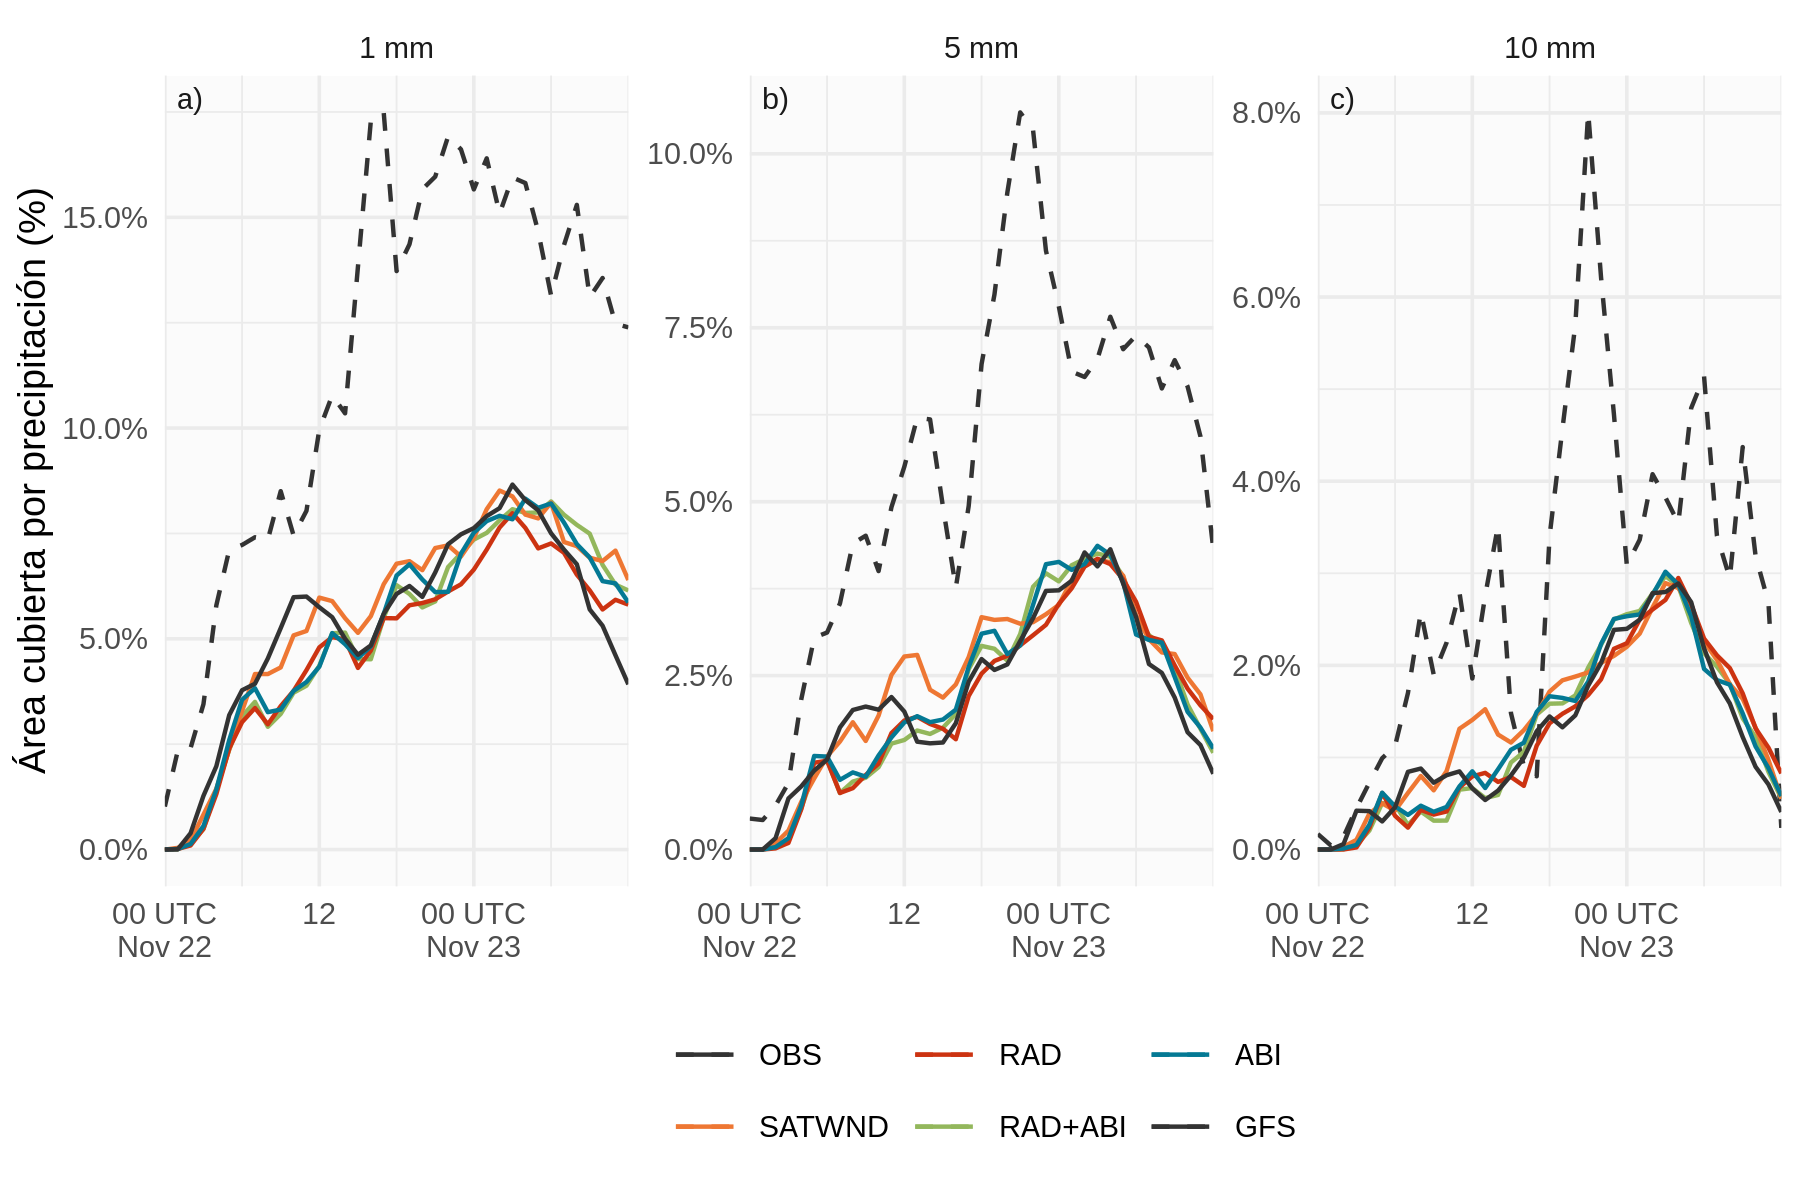 1 mm
5 mm
10 mm
a)
b)
c)
Área cubierta por precipitación (%)
15.0%
10.0%
5.0%
0.0%
10.0%
7.5%
5.0%
2.5%
0.0%
8.0%
6.0%
4.0%
2.0%
0.0%
00 UTC
Nov 22
12
00 UTC
Nov 23
00 UTC
Nov 22
12
00 UTC
Nov 23
00 UTC
Nov 22
12
00 UTC
Nov 23
OBS
RAD
ABI
SATWND
RAD+ABI
GFS